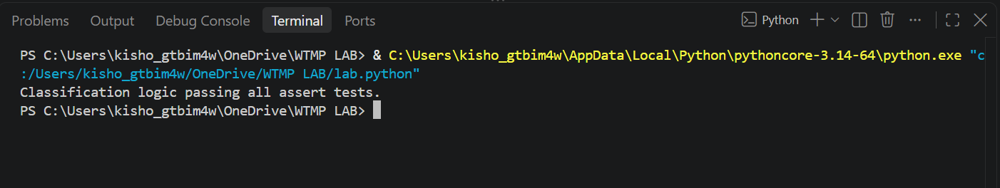 Problems Output Debug Console Terminal Ports Python
PS C:\Users\kisho_gtbim4w\OneDrive\WTMP LAB> & C:\Users\kisho_gtbim4w\AppData\Local\Python\pythoncore-3.14-64\python.exe "c
:/Users/kisho_gtbim4w/OneDrive/WTMP LAB/lab.python"
Classification logic passing all assert tests.
PS C:\Users\kisho_gtbim4w\OneDrive\WTMP LAB>